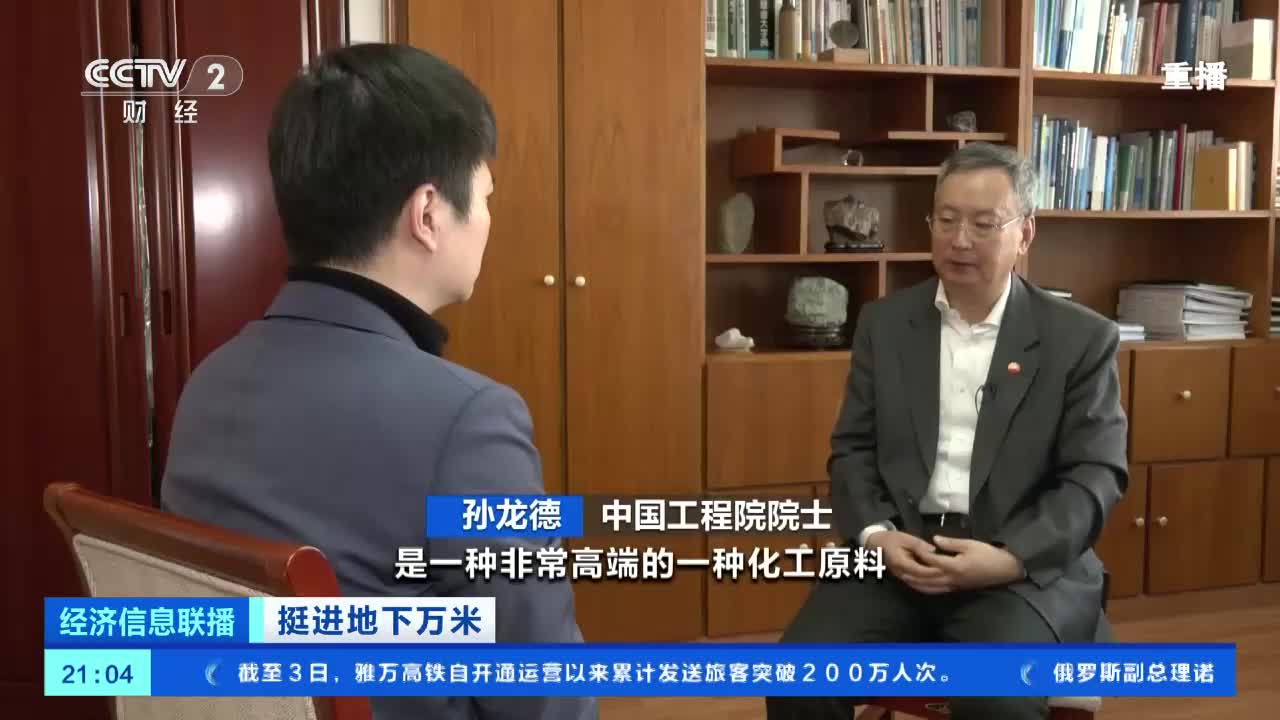 CCTV 2
财经
重播
孙龙德 中国工程院院士
是一种非常高端的一种化工原料
经济信息联播 挺进地下万米
21:04 截至3日，雅万高铁自开通运营以来累计发送旅客突破200万人次。 俄罗斯副总理诺